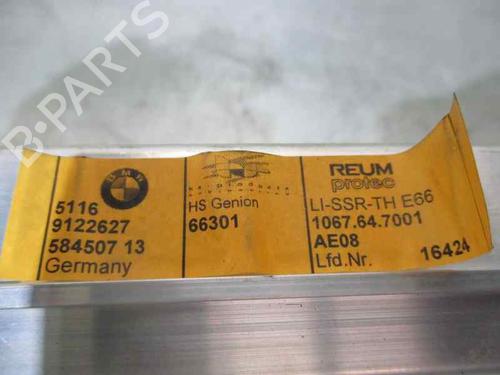 B-PARTS
BMW
5116
9122627
584507 13
Germany
HS Genion
66301
REUM
protec
LI-SSR-TH E66
1067.64.7001
AE08
Lfd.Nr. 16424